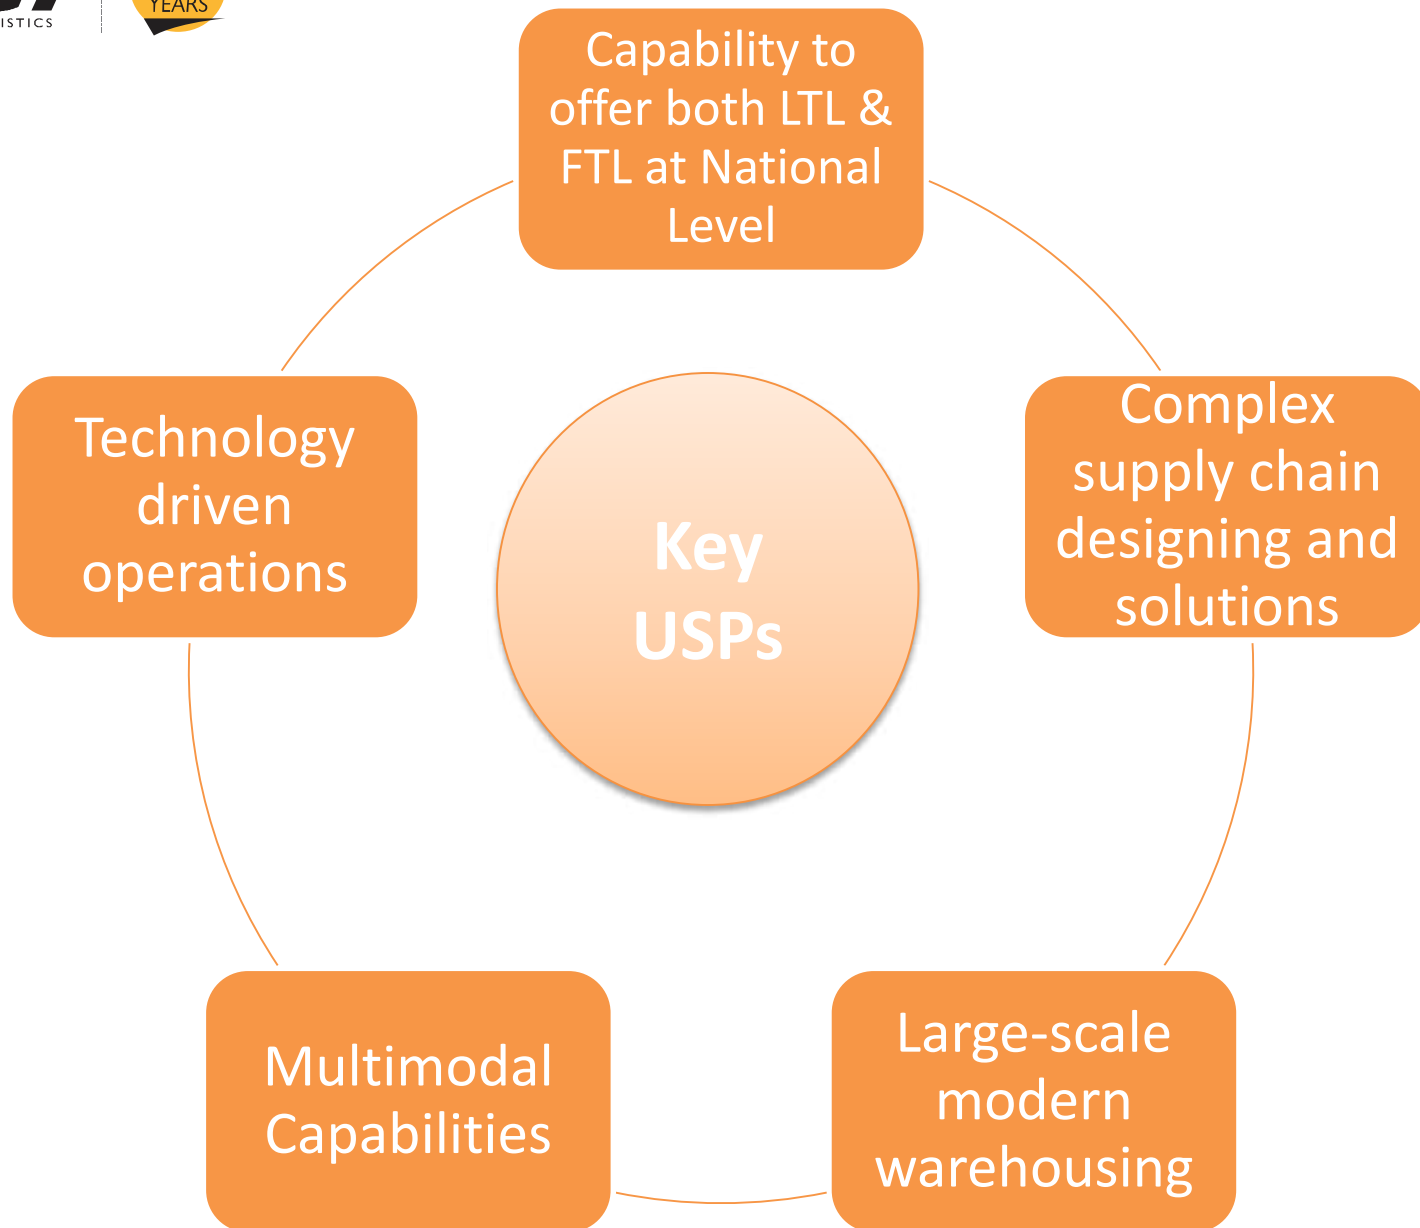 YEARS
Capability to
offer both LTL &
FTL at National
Level
Technology
driven
operations
Complex
supply chain
designing and
solutions
Key
USPs
Multimodal
Capabilities
Large-scale
modern
warehousing